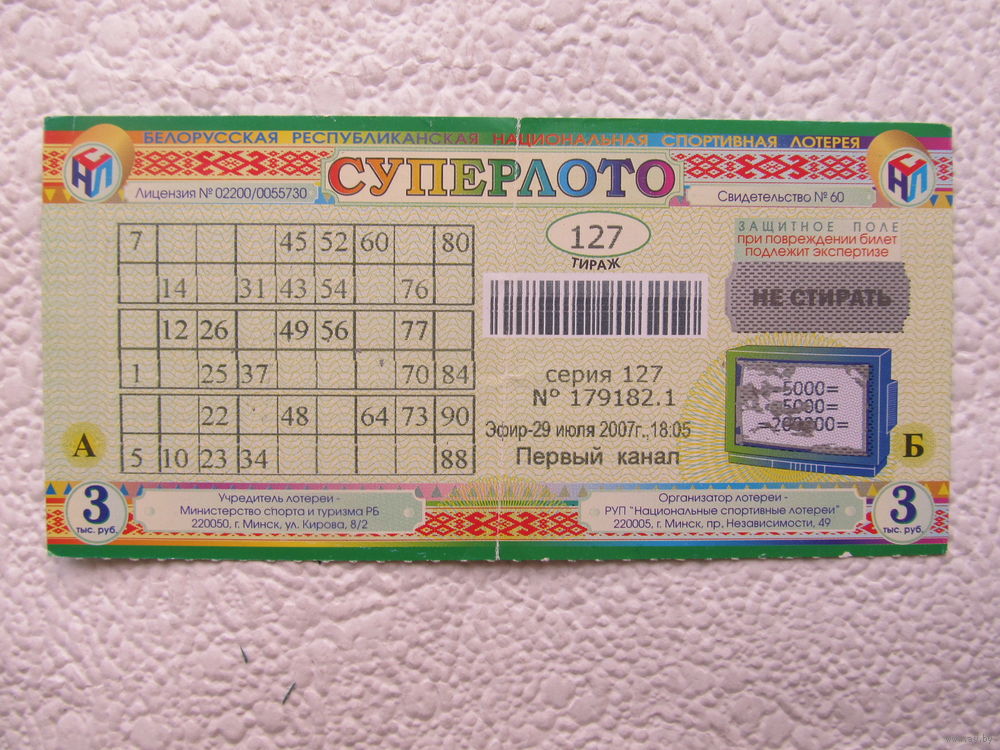 БЕЛОРУССКАЯ РЕСПУБЛИКАНСКАЯ НАЦИОНАЛЬНАЯ СПОРТИВНАЯ ЛОТЕРЕЯ
СНЛ
СУПЕРЛОТО
СНЛ
Лицензия № 02200/0055730
Свидетельство № 60
7 45 52 60 80
14 31 43 54 76
12 26 49 56 77
1 25 37 70 84
22 48 64 73 90
5 10 23 34 88
127
ТИРАЖ
ЗАЩИТНОЕ ПОЛЕ
при повреждении билет
подлежит экспертизе
НЕ СТИРАТЬ
серия 127
№ 179182.1
Эфир-29 июля 2007г.,18:05
Первый канал
=5000=
=5000=
=200200=
А
Б
3
тыс. руб.
Учредитель лотереи -
Министерство спорта и туризма РБ
220050, г. Минск, ул. Кирова, 8/2
Организатор лотереи -
РУП "Национальные спортивные лотереи"
220005, г. Минск, пр. Независимости, 49
3
тыс. руб.